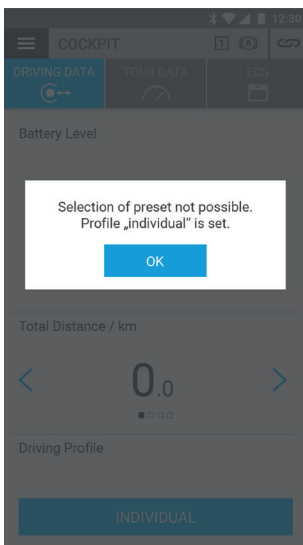 12:30
COCKPIT
1 (A)
DRIVING DATA TOUR DATA ECS
Battery Level
Selection of preset not possible.
Profile „individual“ is set.
OK
Total Distance / km
0.0
Driving Profile
INDIVIDUAL